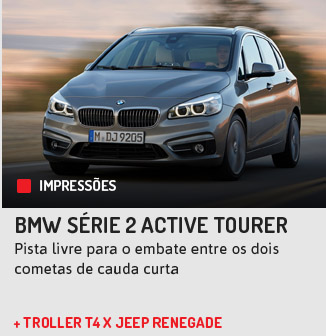 M·DJ 9205
IMPRESSÕES
BMW SÉRIE 2 ACTIVE TOURER
Pista livre para o embate entre os dois
cometas de cauda curta
+ TROLLER T4 X JEEP RENEGADE